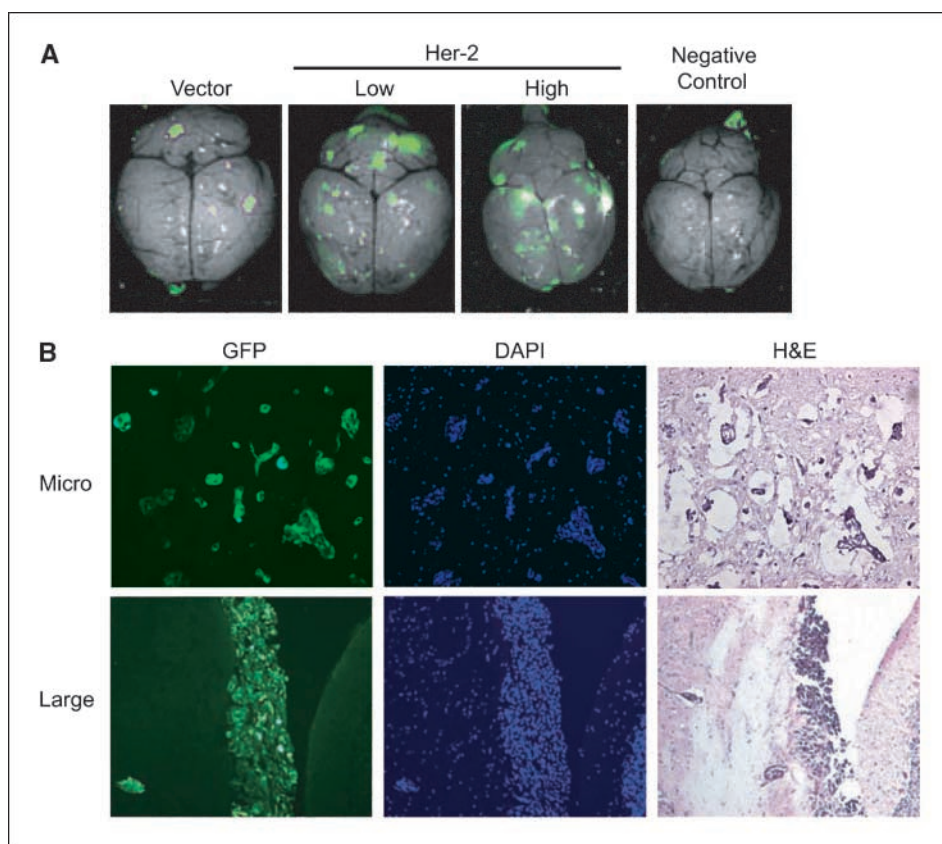 A
Her-2
Vector Low High Negative Control
B
GFP DAPI H&E
Micro
Large